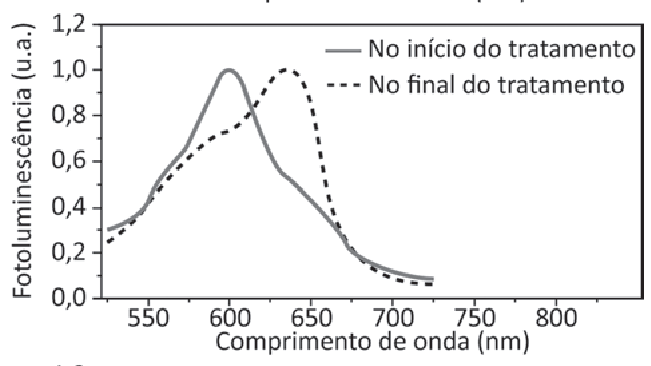 1,2
1,0
0,8
0,6
0,4
0,2
0,0
Fotoluminescência (u.a.)
No início do tratamento
No final do tratamento
550 600 650 700 750 800
Comprimento de onda (nm)